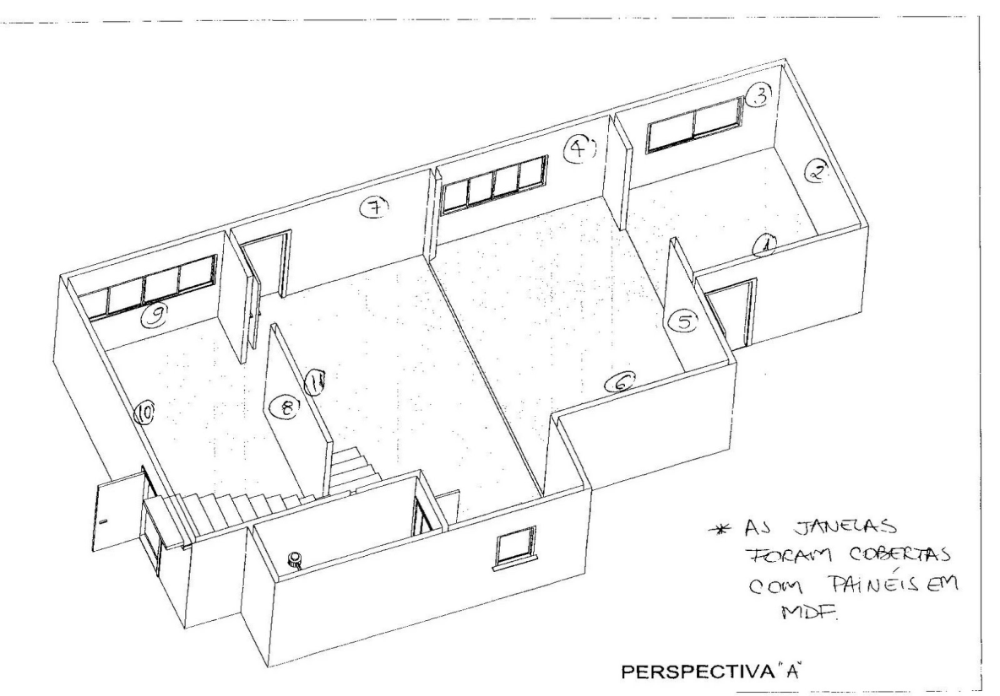 3
4
2
7
1
9
5
6
11
8
10
* AS JANELAS
FORAM COBERTAS
COM PAINÉIS EM
MDF.
PERSPECTIVA "A"